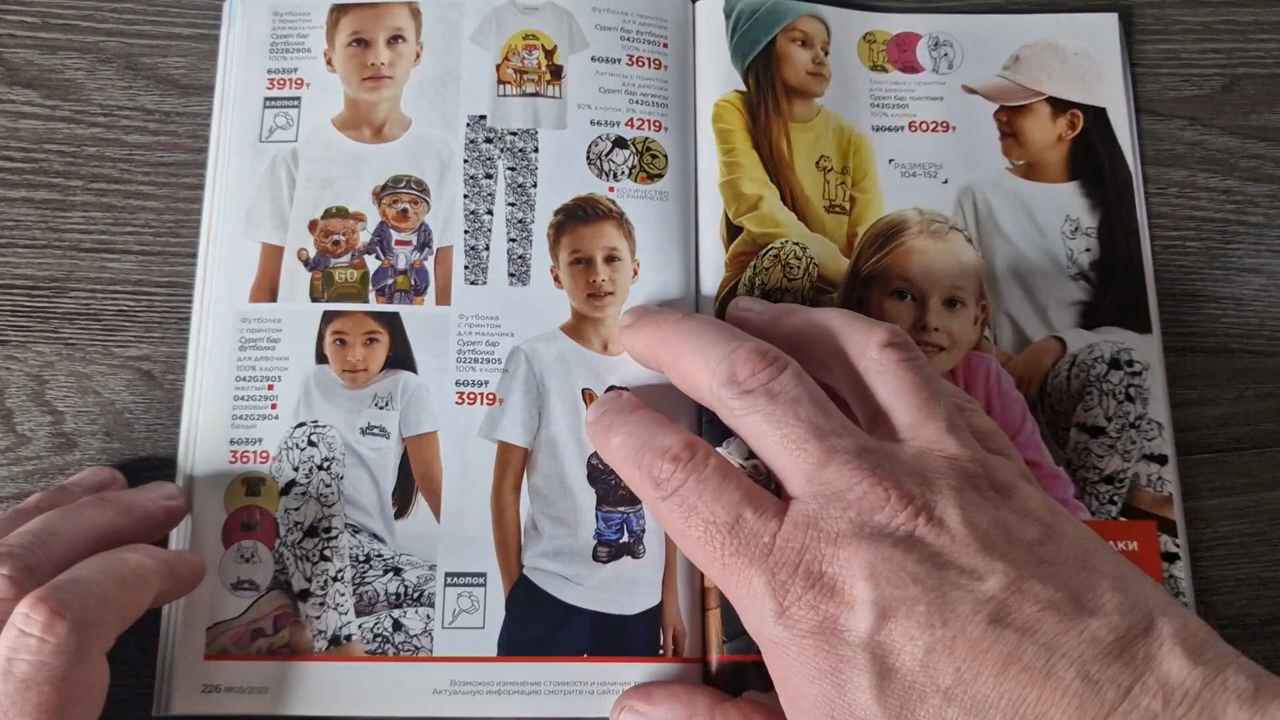 Футболка
с принтом
для мальчика
Суреті бар
футболка
022B2906
100% хлопок
6039₸
3919₸
ХЛОПОК
GO
Футболка с принтом
для девочки
Суреті бар футболка
042G2902
100% хлопок
6039₸ 3619₸
Легинсы с принтом
для девочки
Суреті бар легинсы
042G3501
92% хлопок, 8% эластан
6639₸ 4219₸
КОЛИЧЕСТВО
ОГРАНИЧЕНО!
Футболка
с принтом
Суреті бар
футболка
для девочки
100% хлопок
042G2903
желтый
042G2901
розовый
042G2904
белый
6039₸
3619₸
Футболка
с принтом
для мальчика
Суреті бар
футболка
022B2905
100% хлопок
6039₸
3919₸
ХЛОПОК
226 №05/2023
Возможно изменение стоимости и наличия
Актуальную информацию смотрите на сайте
Толстовка с принтом
для девочки
Суреті бар толстовка
042G2501
100% хлопок
12069₸ 6029₸
РАЗМЕРЫ
104–152